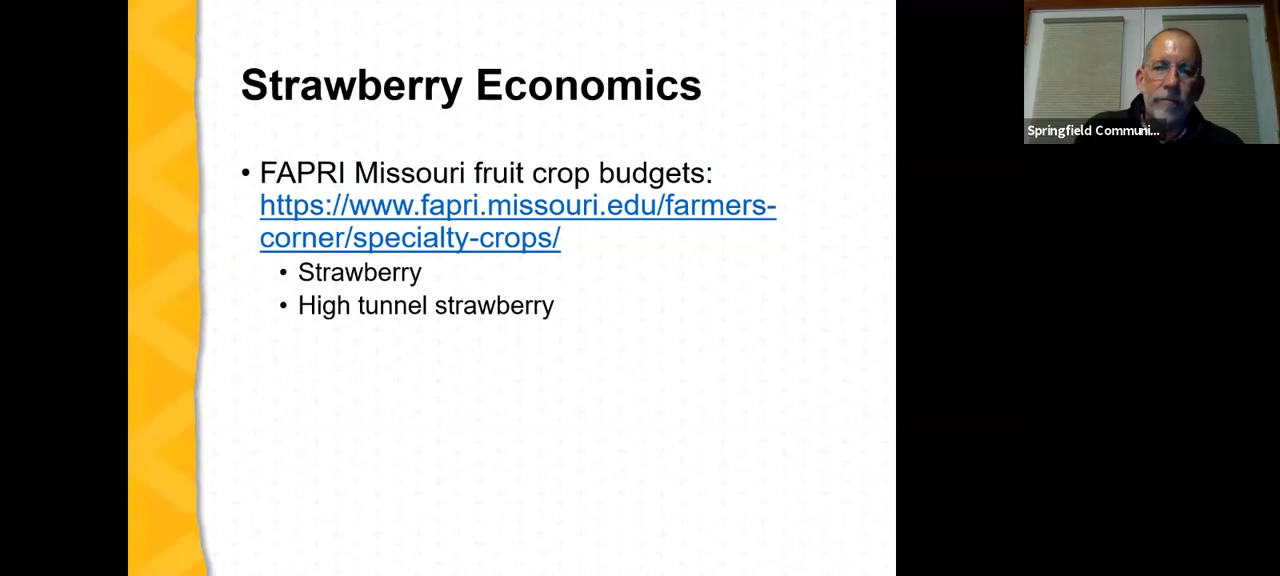 Strawberry Economics
• FAPRI Missouri fruit crop budgets:
https://www.fapri.missouri.edu/farmers-
corner/specialty-crops/
• Strawberry
• High tunnel strawberry
Springfield Communi...